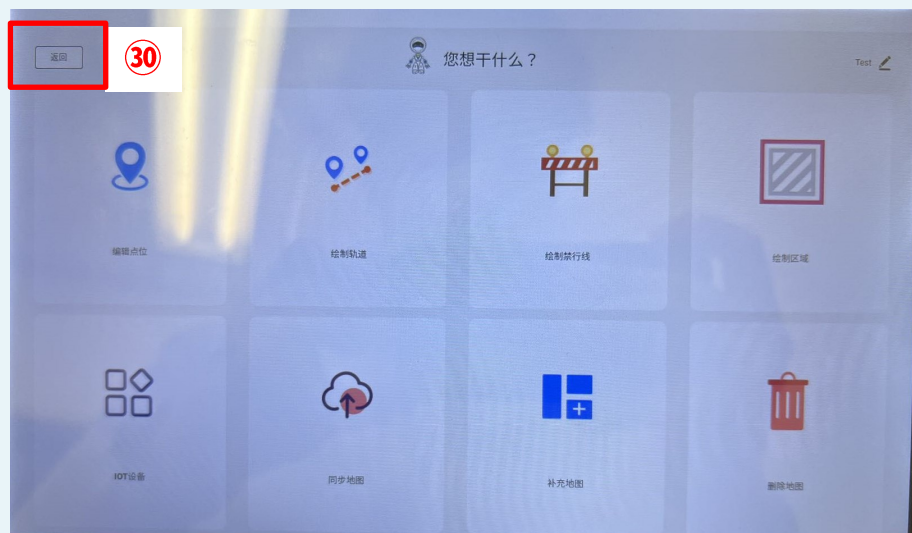 返回
㉚
您想干什么？
Test
编辑点位
绘制轨道
绘制禁行线
绘制区域
IOT设备
同步地图
补充地图
删除地图